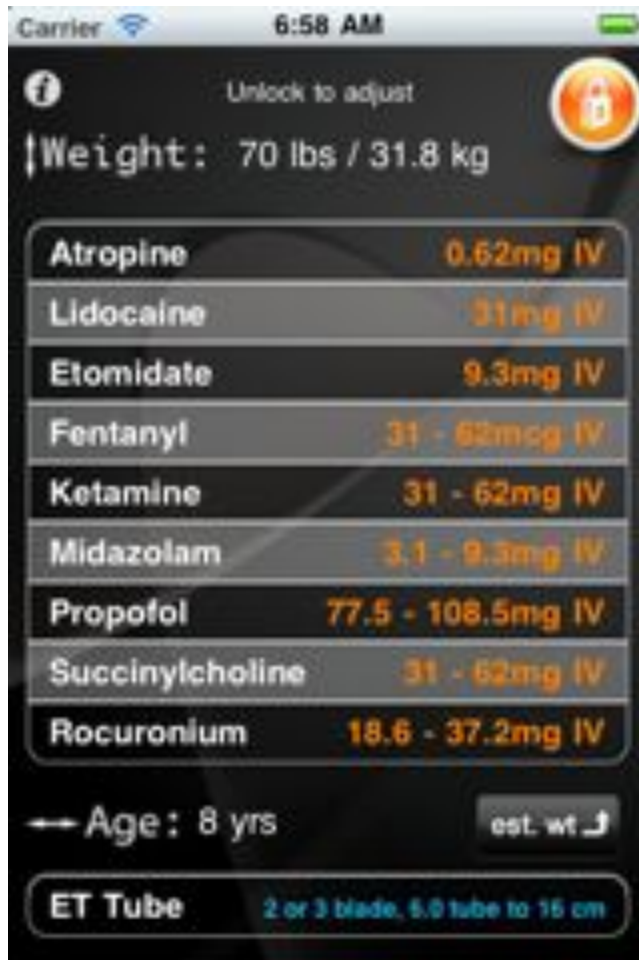 Carrier 6:58 AM
Unlock to adjust
Weight: 70 lbs / 31.8 kg
Atropine 0.62mg IV
Lidocaine 31mg IV
Etomidate 9.3mg IV
Fentanyl 31 - 62mcg IV
Ketamine 31 - 62mg IV
Midazolam 3.1 - 9.3mg IV
Propofol 77.5 - 108.5mg IV
Succinylcholine 31 - 62mg IV
Rocuronium 18.6 - 37.2mg IV
Age: 8 yrs est. wt
ET Tube 2 or 3 blade, tube to 16 cm